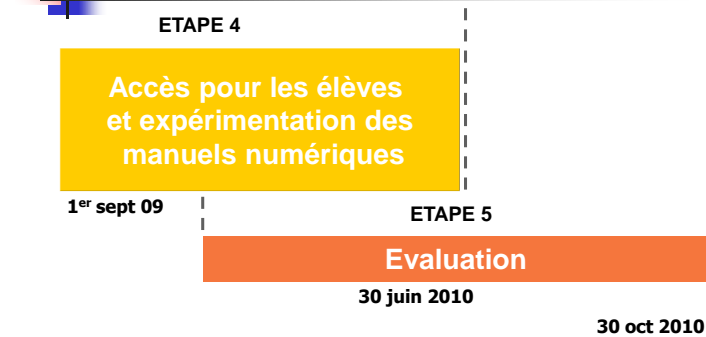 ETAPE 4
Accès pour les élèves
et expérimentation des
manuels numériques
1er sept 09
ETAPE 5
Evaluation
30 juin 2010
30 oct 2010